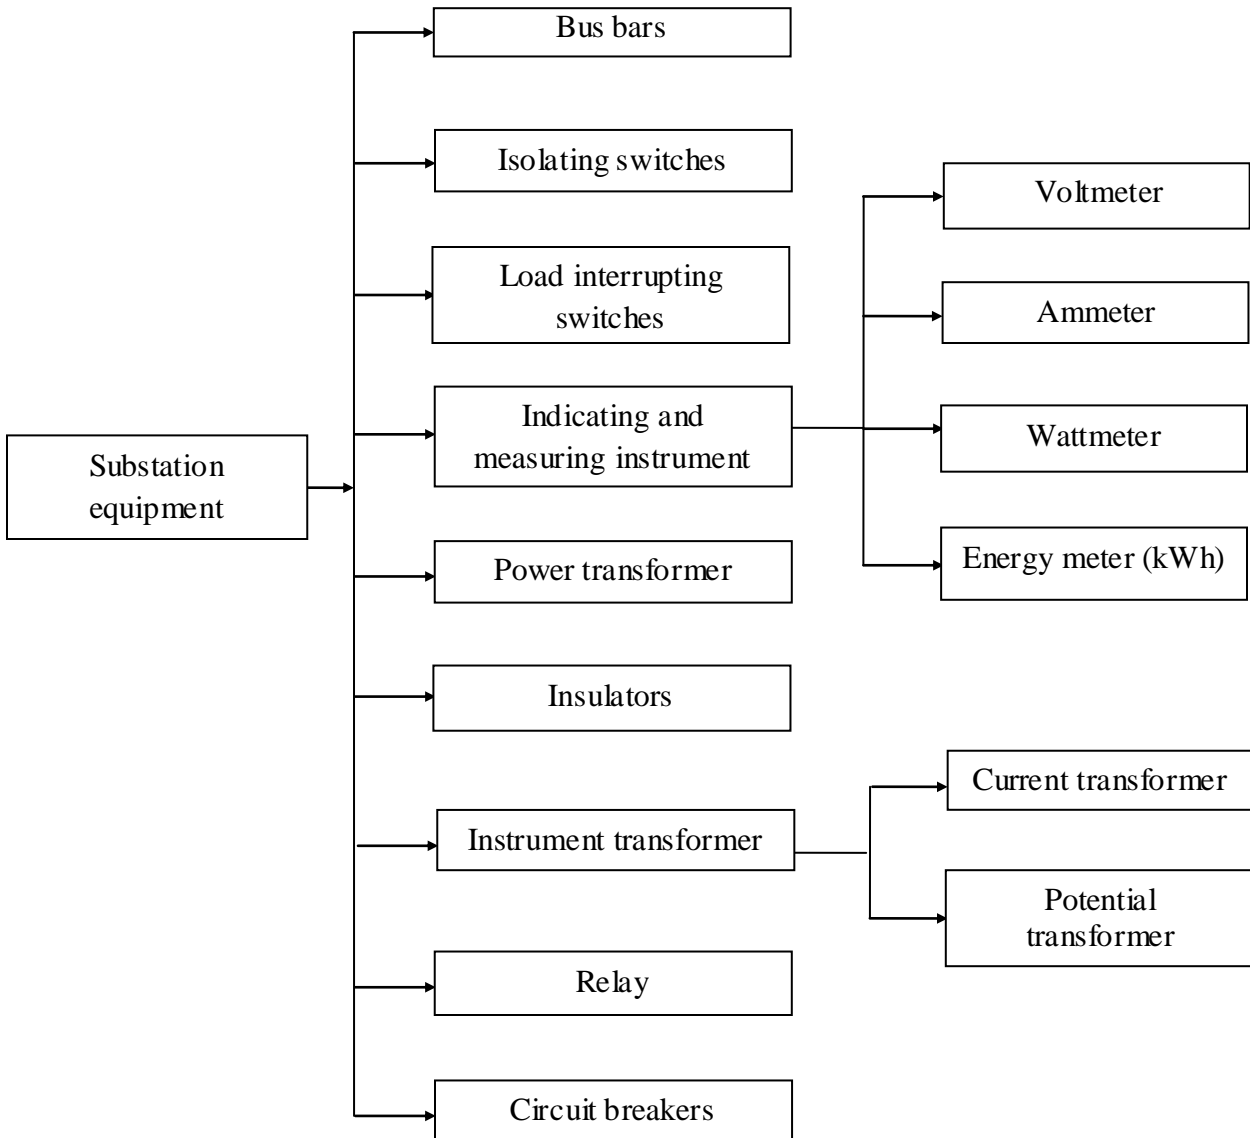 Bus bars
Isolating switches
Load interrupting
switches
Indicating and
measuring instrument
Power transformer
Insulators
Instrument transformer
Relay
Circuit breakers
Substation
equipment
Voltmeter
Ammeter
Wattmeter
Energy meter (kWh)
Current transformer
Potential
transformer